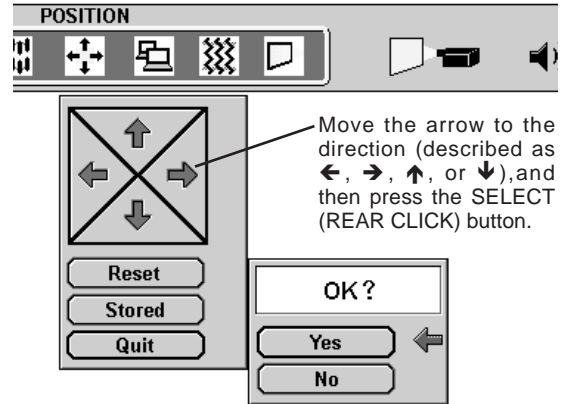 POSITION
Move the arrow to the
direction (described as
←, →, ↑, or ↓),and
then press the SELECT
(REAR CLICK) button.
Reset
Stored
Quit
OK?
Yes
No